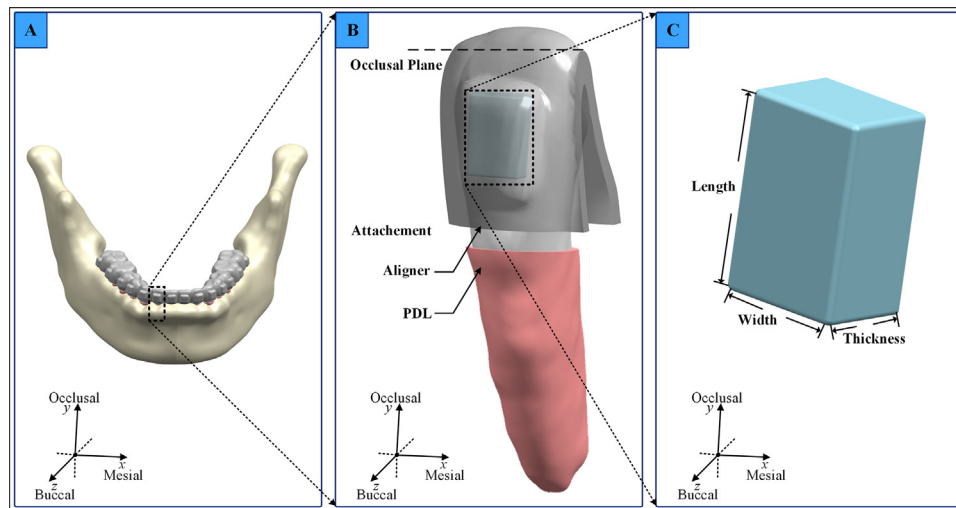 A
Occlusal
y
x
Mesial
z
Buccal
B
Occlusal Plane
Attachement
Aligner
PDL
Occlusal
y
x
Mesial
z
Buccal
C
Length
Width
Thickness
Occlusal
y
x
Mesial
z
Buccal